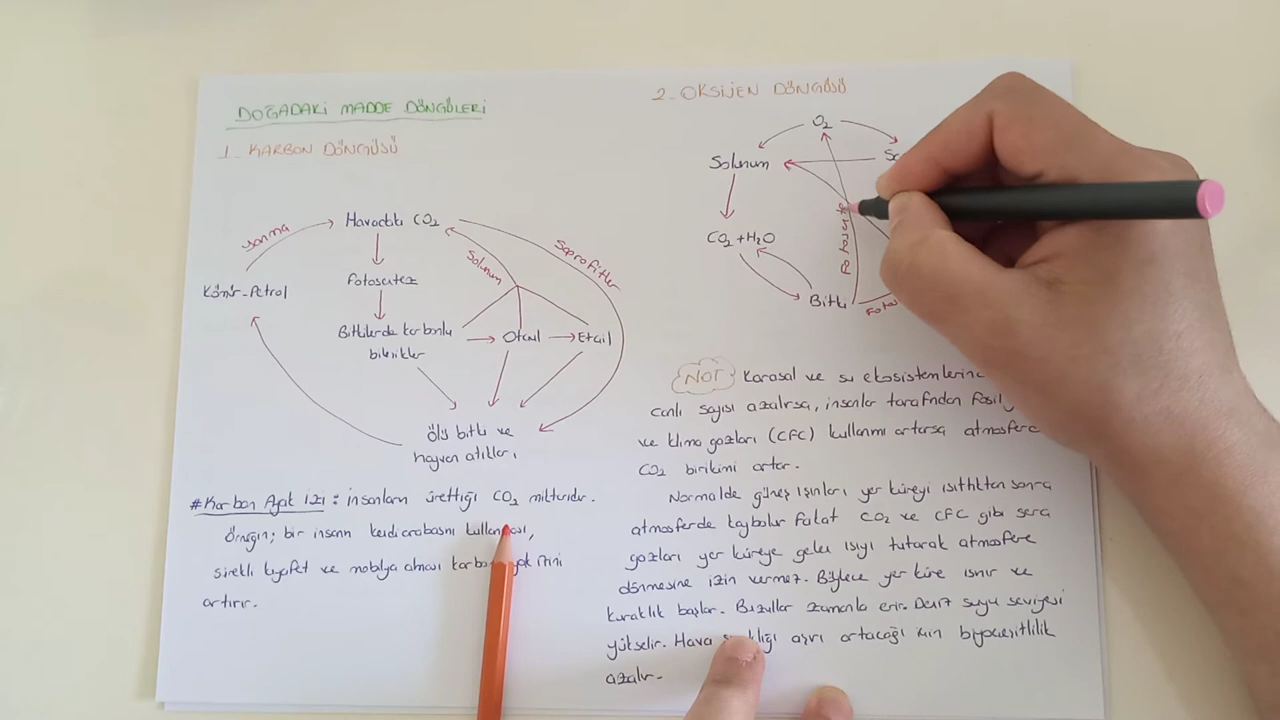 DOĞADAKİ MADDE DÖNGÜLERİ
1. KARBON DÖNGÜSÜ
Havadaki CO2
yanma
Solunum
Saprofitler
Kömür-Petrol
Fotosentez
Bitkilerde karbonlu
bileşikler
Otçul
Etçil
Ölü bitki ve
hayvan atıkları
#Karbon Ayak izi: insanların ürettiği CO2 miktarıdır.
Örneğin; bir insanın kendi arabasını kullanması,
sürekli kıyafet ve mobilya alması karbon ayak izini
artırır.
2. OKSİJEN DÖNGÜSÜ
O2
Solunum
CO2+H2O
Bitki
NOT
Karasal ve su ekosistemlerind
canlı sayısı azalırsa, insanlar tarafından fosil
ve klima gazları (CFC) kullanımı artarsa atmosfere
CO2 birikimi artar.
Normalde güneş ışınları yer küreyi ısıttıktan sonra
atmosferde kaybolur fakat CO2 ve CFC gibi sera
gazları yer küreye gelen ısıyı tutarak atmosfere
dönmesine izin vermez. Böylece yer küre ısınır ve
kuraklık başlar. Buzullar zamanla erir. Deniz suyu seviyesi
yükselir. Hava sıcaklığı aşırı artacağı için biyoçeşitlilik
azalır.